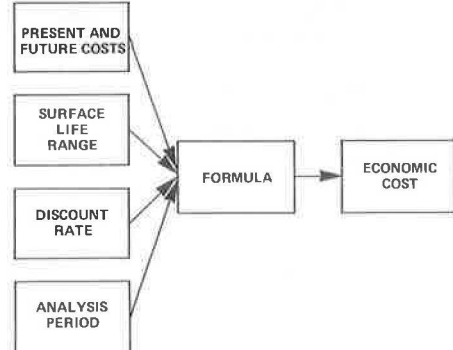 PRESENT AND
FUTURE COSTS
SURFACE
LIFE
RANGE
DISCOUNT
RATE
ANALYSIS
PERIOD
FORMULA
ECONOMIC
COST